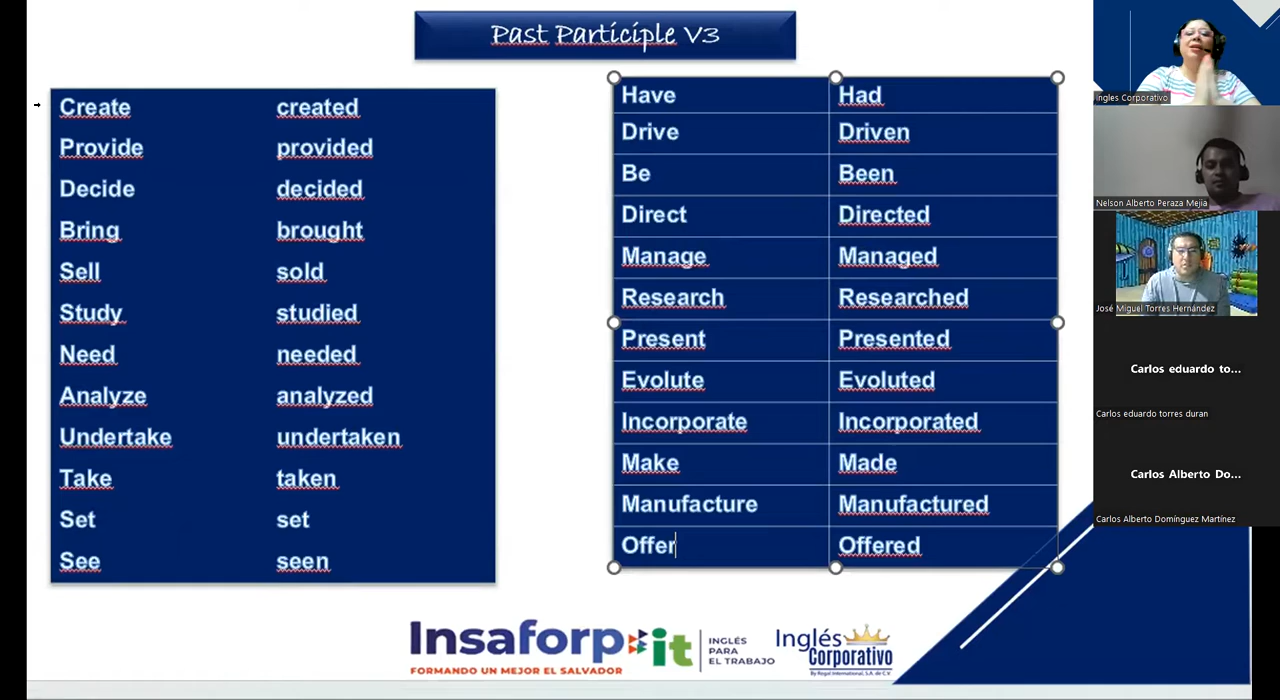 Past Participle V3
Create created
Provide provided
Decide decided
Bring brought
Sell sold
Study studied
Need needed
Analyze analyzed
Undertake undertaken
Take taken
Set set
See seen
Have Had
Drive Driven
Be Been
Direct Directed
Manage Managed
Research Researched
Present Presented
Evolute Evoluted
Incorporate Incorporated
Make Made
Manufacture Manufactured
Offer Offered
Insaforp it
FORMANDO UN MEJOR EL SALVADOR
INGLÉS
PARA
EL TRABAJO
Inglés
Corporativo
By Regal International, S.A. de C.V.
Ingles Corporativo
Nelson Alberto Peraza Mejia
José Miguel Torres Hernández
Carlos eduardo to...
Carlos eduardo torres duran
Carlos Alberto Do...
Carlos Alberto Domínguez Martínez